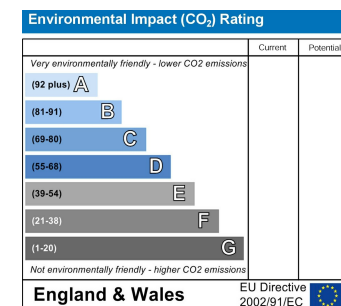 Environmental Impact (CO₂) Rating
Current Potential
Very environmentally friendly - lower CO2 emissions
(92 plus) A
(81-91) B
(69-80) C
(55-68) D
(39-54) E
(21-38) F
(1-20) G
Not environmentally friendly - higher CO2 emissions
England & Wales
EU Directive
2002/91/EC